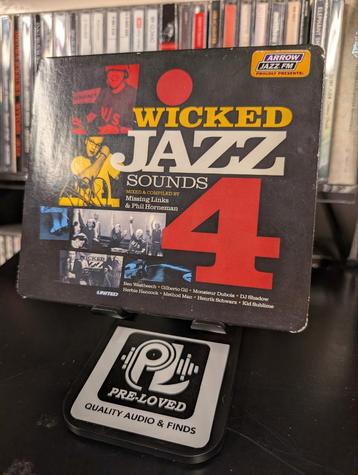 ARROW
JAZZ FM
PROUDLY PRESENTS:
WICKED
JAZZ
SOUNDS
4
MIXED & COMPILED BY
Missing Links
& Phil Horneman
Ben Westbeech • Gilberto Gil • Monsieur Dubois • DJ Shadow
Herbie Hancock • Method Man • Henrik Schwarz • Kid Sublime
WICKED
JAZZ
UNITED
PRE-LOVED
QUALITY AUDIO & FINDS